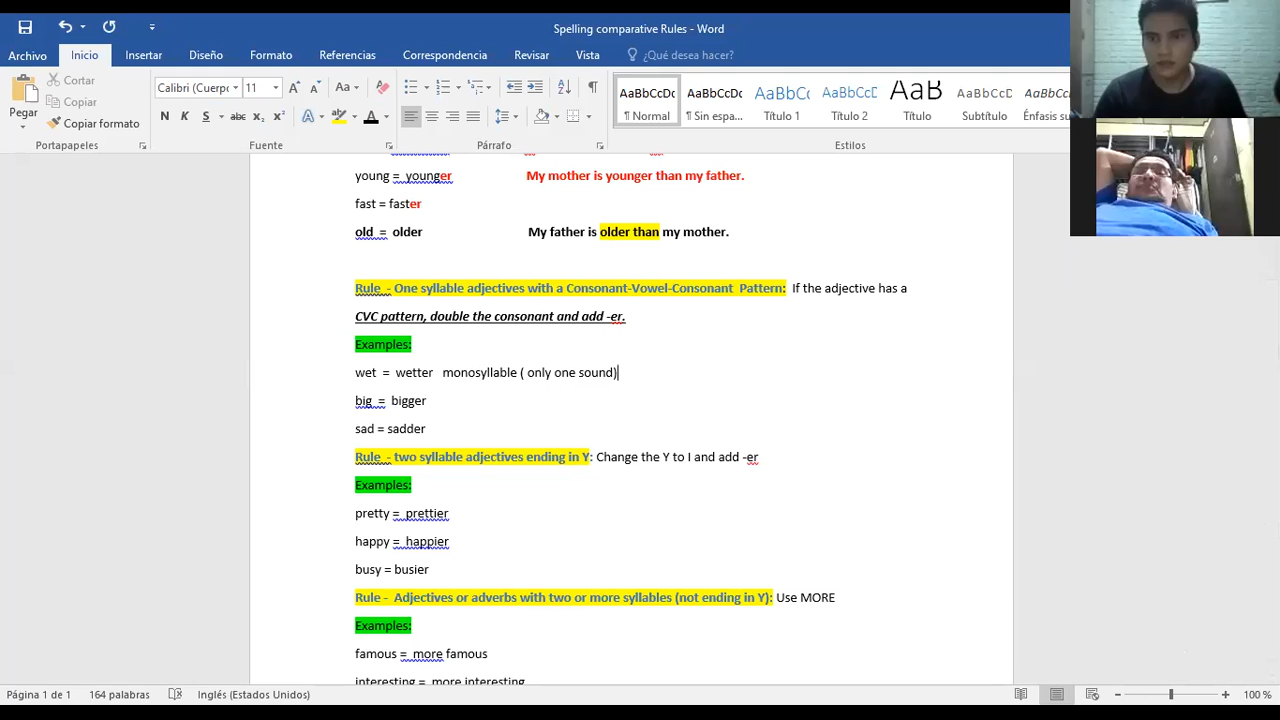 Spelling comparative Rules - Word
Archivo Inicio Insertar Diseño Formato Referencias Correspondencia Revisar Vista ¿Qué desea hacer?
Pegar
Cortar
Copiar
Copiar formato
Calibri (Cuerpo 11 Aa
N K S abc x₂ x² A A
AaBbCcDc AaBbCcDc AaBbCc AaBbCcD AaB AaBbCcD AaBbCcDc
¶ Normal ¶ Sin espa... Título 1 Título 2 Título Subtítulo Énfasis su
Portapapeles Fuente Párrafo Estilos
young = younger My mother is younger than my father.
fast = faster
old = older My father is older than my mother.
Rule - One syllable adjectives with a Consonant-Vowel-Consonant Pattern: If the adjective has a
CVC pattern, double the consonant and add -er.
Examples:
wet = wetter monosyllable ( only one sound)
big = bigger
sad = sadder
Rule - two syllable adjectives ending in Y: Change the Y to I and add -er
Examples:
pretty = prettier
happy = happier
busy = busier
Rule - Adjectives or adverbs with two or more syllables (not ending in Y): Use MORE
Examples:
famous = more famous
interesting = more interesting
Página 1 de 1 164 palabras Inglés (Estados Unidos) 100 %